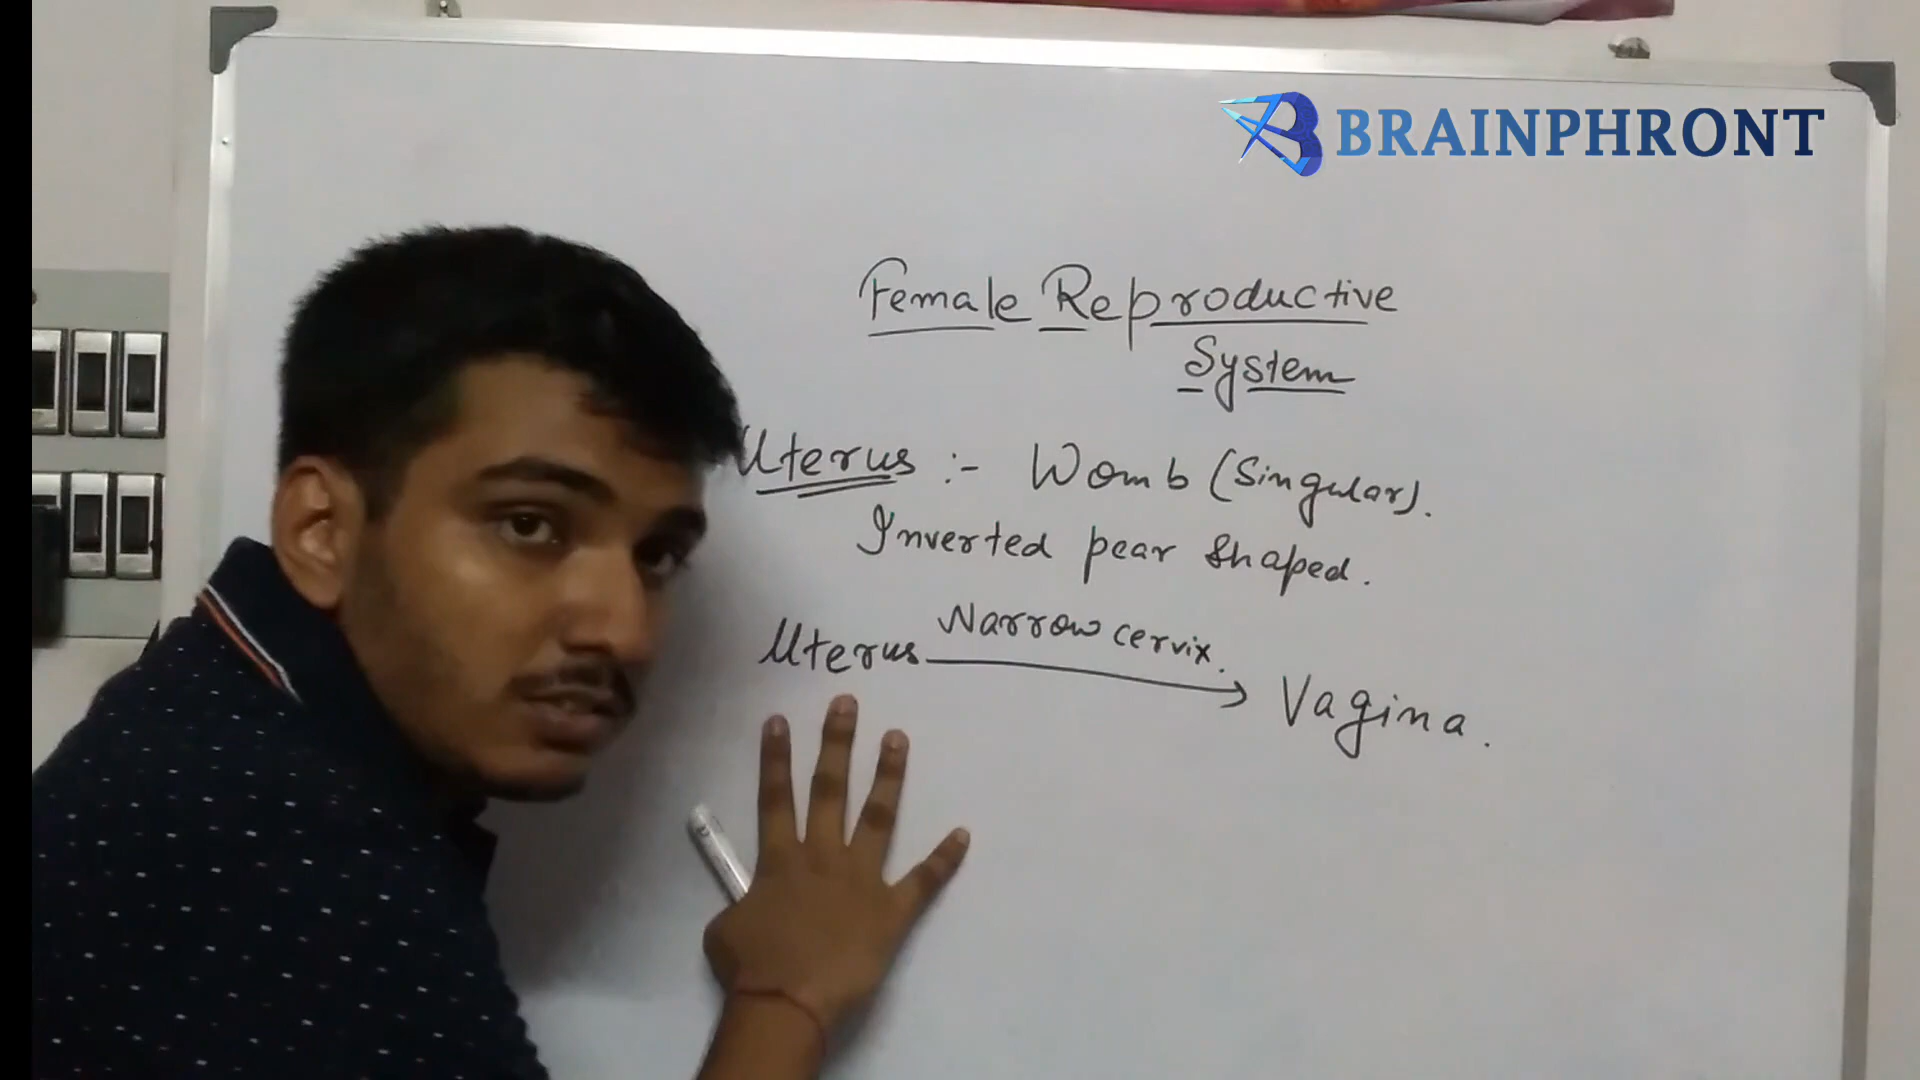 BRAINPHRONT
Female Reproductive
System
Uterus :- Womb (Singular).
Inverted pear shaped.
Uterus Narrow cervix. → Vagina.